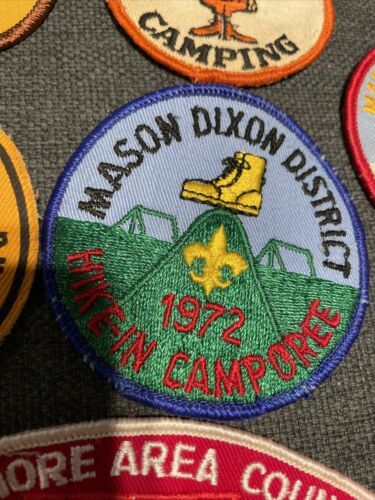 CAMPING
MASON DIXON DISTRICT
1972
HIKE-IN CAMPOREE
MORE AREA COUN